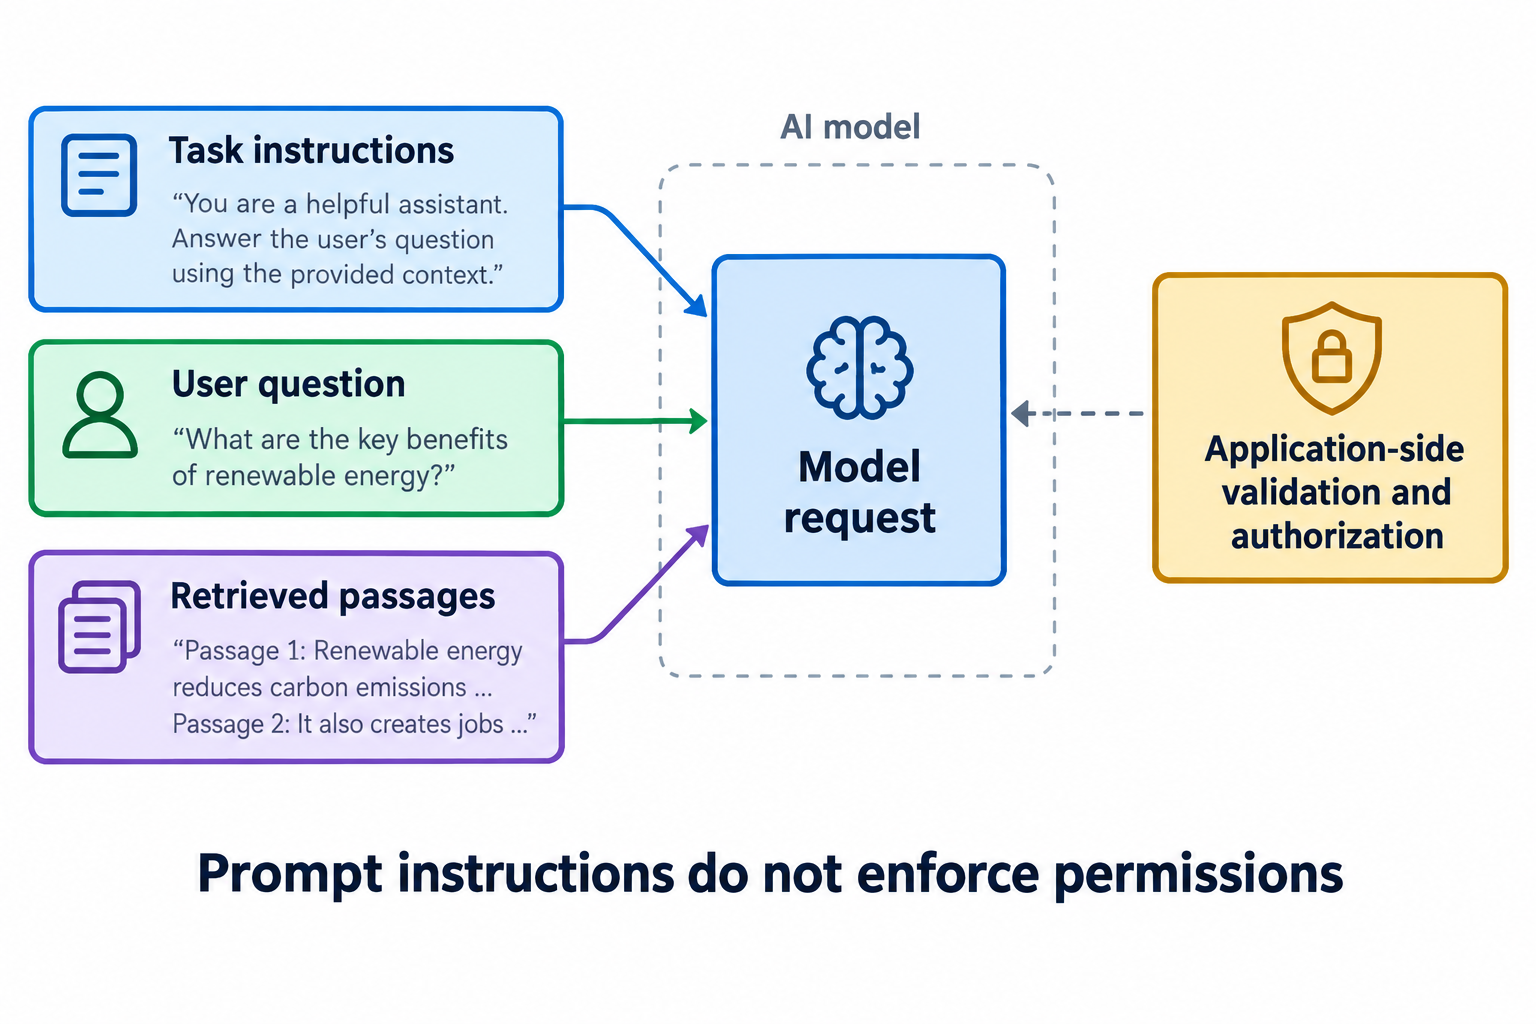 Task instructions
“You are a helpful assistant.
Answer the user’s question
using the provided context.”
User question
“What are the key benefits
of renewable energy?”
Retrieved passages
“Passage 1: Renewable energy
reduces carbon emissions ...
Passage 2: It also creates jobs ...”
AI model
Model
request
Application-side
validation and
authorization
Prompt instructions do not enforce permissions